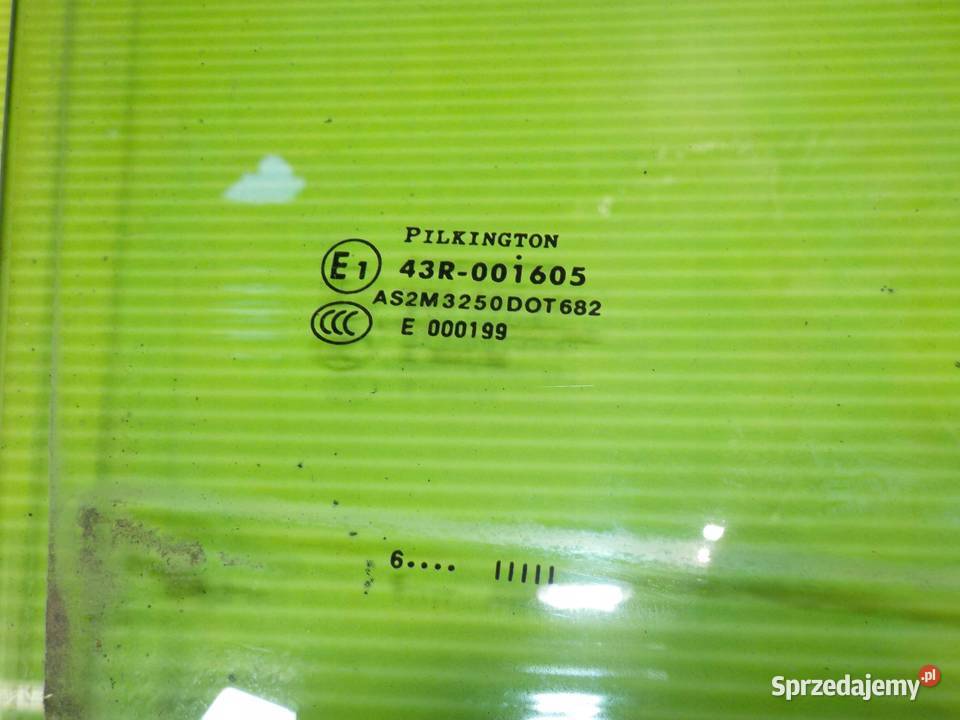 PILKINGTON
E1 43R-001605
AS2M3250DOT682
CCC E 000199
6•••• |||||
Sprzedajemy.pl